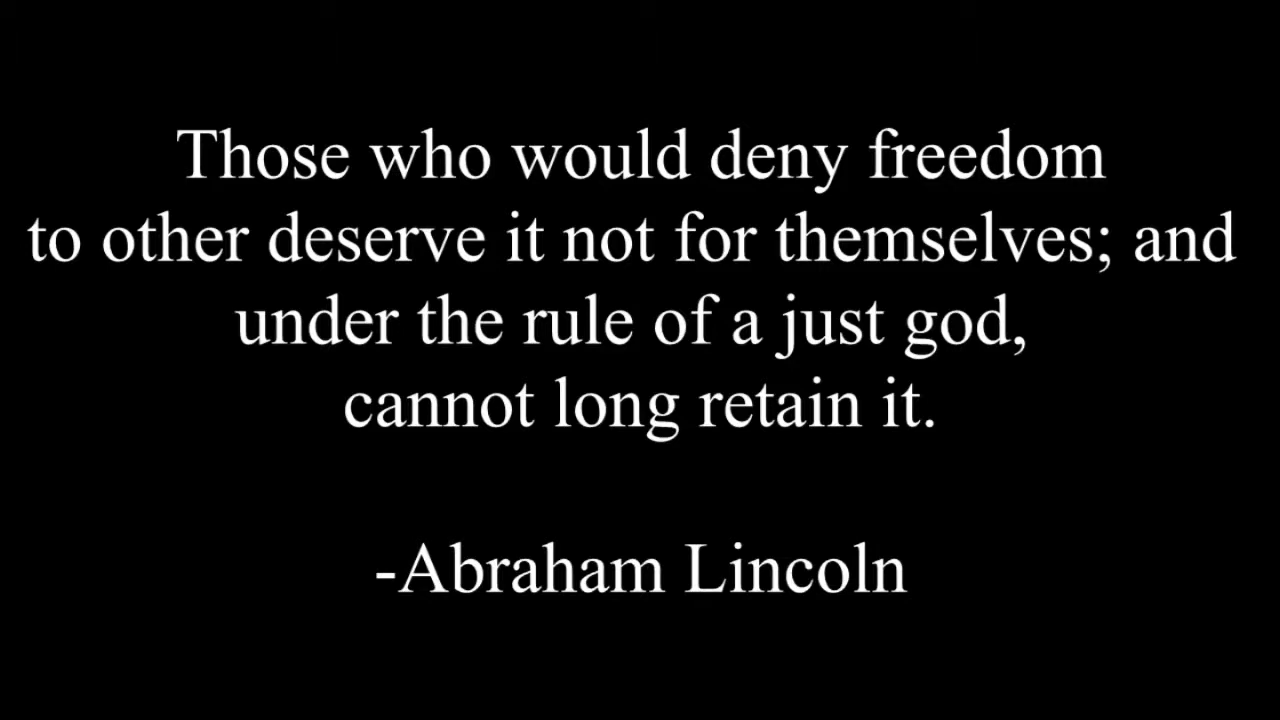 Those who would deny freedom
to other deserve it not for themselves; and
under the rule of a just god,
cannot long retain it.
-Abraham Lincoln